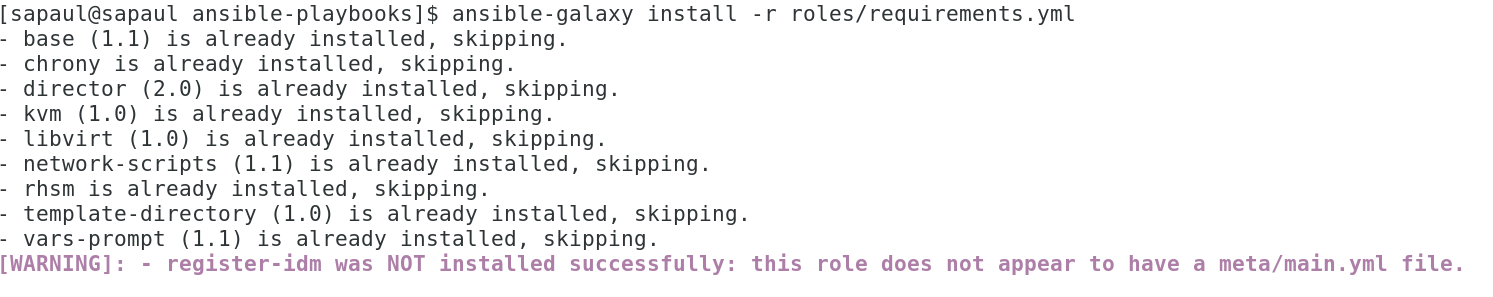 [sapaul@sapaul ansible-playbooks]$ ansible-galaxy install -r roles/requirements.yml
- base (1.1) is already installed, skipping.
- chrony is already installed, skipping.
- director (2.0) is already installed, skipping.
- kvm (1.0) is already installed, skipping.
- libvirt (1.0) is already installed, skipping.
- network-scripts (1.1) is already installed, skipping.
- rhsm is already installed, skipping.
- template-directory (1.0) is already installed, skipping.
- vars-prompt (1.1) is already installed, skipping.
[WARNING]: - register-idm was NOT installed successfully: this role does not appear to have a meta/main.yml file.